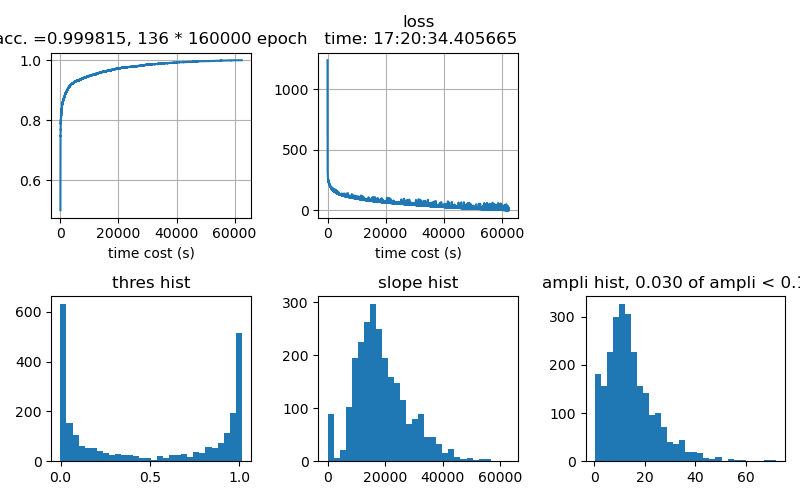 acc. =0.999815, 136 * 160000 epoch
loss
time: 17:20:34.405665
1.0
0.8
0.6
0 20000 40000 60000
time cost (s)
1000
500
0
0 20000 40000 60000
time cost (s)
thres hist
600
400
200
0
0.0 0.5 1.0
slope hist
300
200
100
0
0 20000 40000 60000
ampli hist, 0.030 of ampli < 0.1
300
200
100
0
0 20 40 60